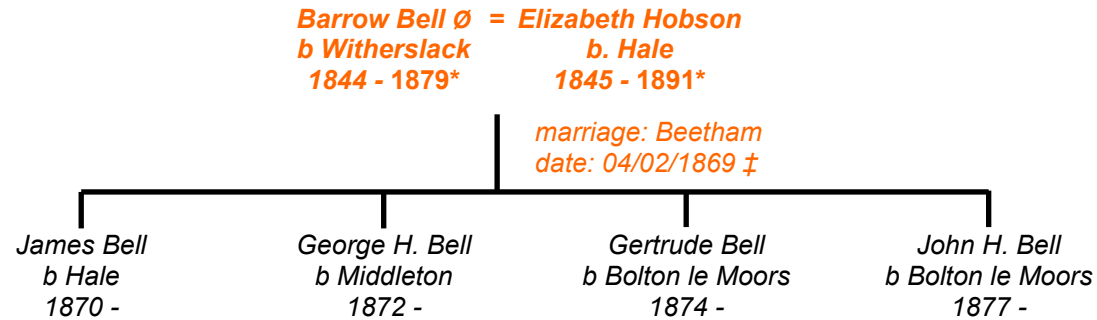 Barrow Bell Ø = Elizabeth Hobson
b Witherslack b. Hale
1844 - 1879* 1845 - 1891*
marriage: Beetham
date: 04/02/1869 ‡
James Bell George H. Bell Gertrude Bell John H. Bell
b Hale b Middleton b Bolton le Moors b Bolton le Moors
1870 - 1872 - 1874 - 1877 -